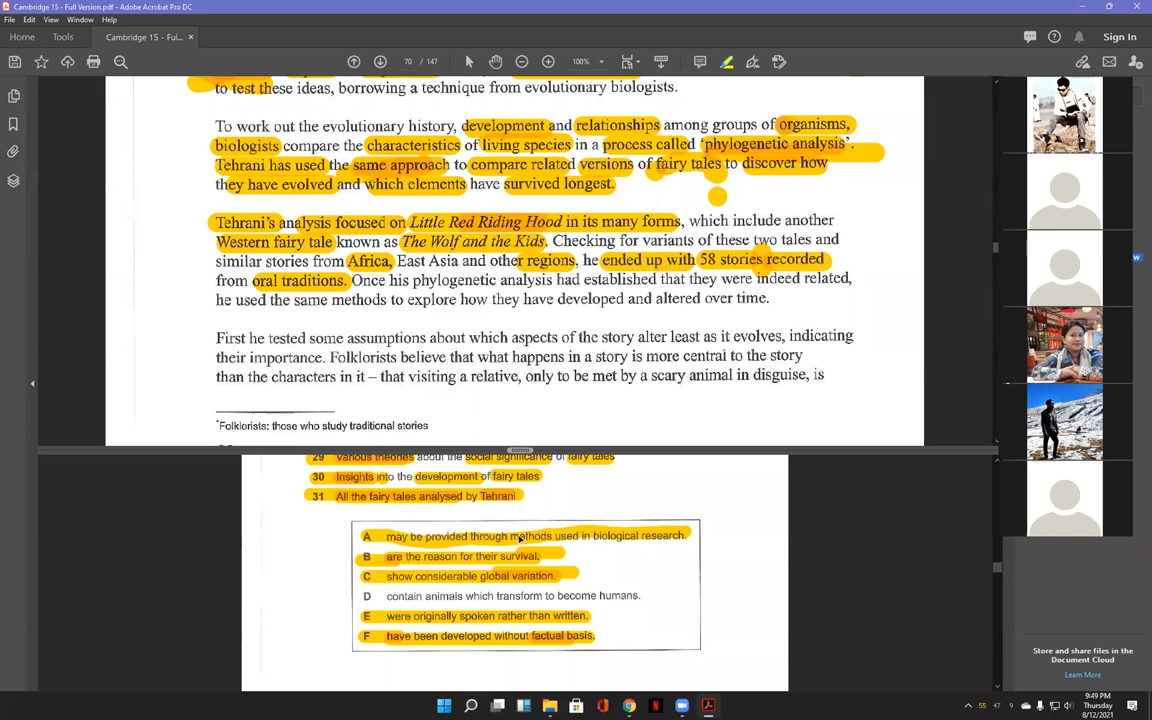 Cambridge 15 - Full Version.pdf - Adobe Acrobat Pro DC
File Edit View Window Help
Home Tools Cambridge 15 - Ful... ×
Sign In
70 / 147
100%
to test these ideas, borrowing a technique from evolutionary biologists.
To work out the evolutionary history, development and relationships among groups of organisms,
biologists compare the characteristics of living species in a process called ‘phylogenetic analysis’.
Tehrani has used the same approach to compare related versions of fairy tales to discover how
they have evolved and which elements have survived longest.
Tehrani’s analysis focused on Little Red Riding Hood in its many forms, which include another
Western fairy tale known as The Wolf and the Kids. Checking for variants of these two tales and
similar stories from Africa, East Asia and other regions, he ended up with 58 stories recorded
from oral traditions. Once his phylogenetic analysis had established that they were indeed related,
he used the same methods to explore how they have developed and altered over time.
First he tested some assumptions about which aspects of the story alter least as it evolves, indicating
their importance. Folklorists believe that what happens in a story is more central to the story
than the characters in it – that visiting a relative, only to be met by a scary animal in disguise, is
*Folklorists: those who study traditional stories
29 Various theories about the social significance of fairy tales
30 Insights into the development of fairy tales
31 All the fairy tales analysed by Tehrani
A may be provided through methods used in biological research.
B are the reason for their survival.
C show considerable global variation.
D contain animals which transform to become humans.
E were originally spoken rather than written.
F have been developed without factual basis.
Store and share files in the
Document Cloud
Learn More
55 47 9
9:49 PM
Thursday
8/12/2021